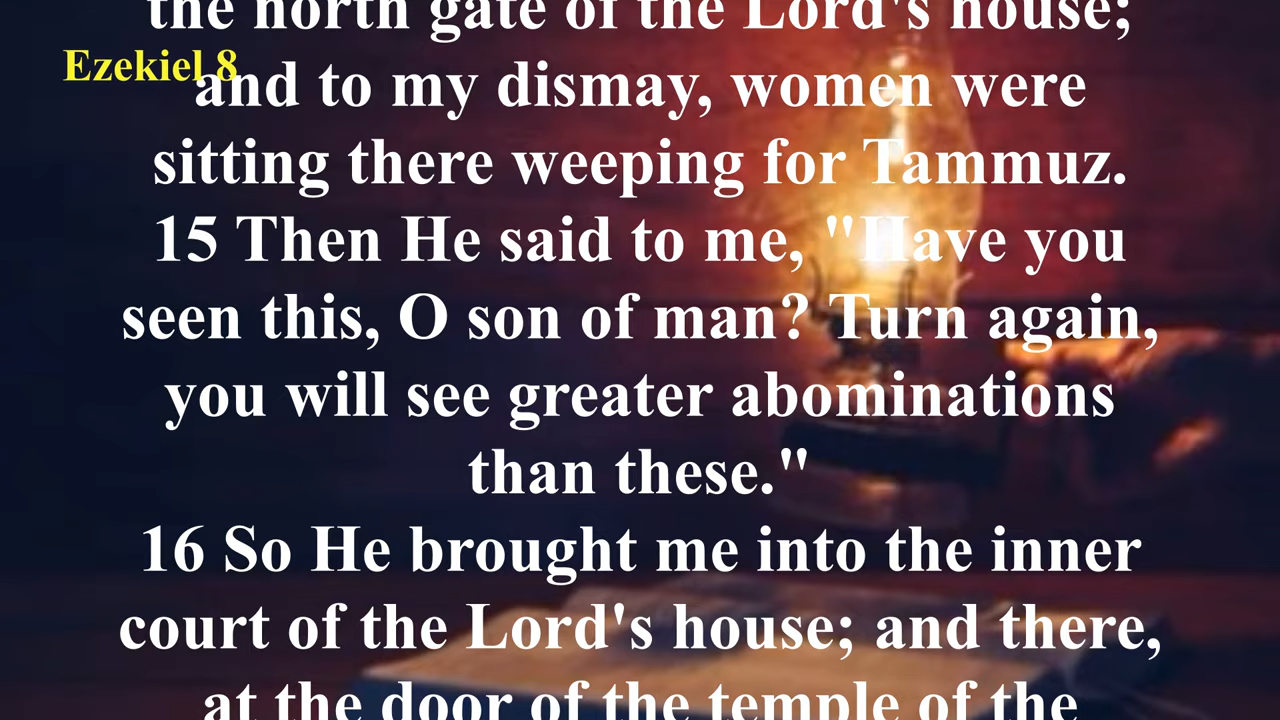 the north gate of the Lord's house;
Ezekiel 8
and to my dismay, women were
sitting there weeping for Tammuz.
15 Then He said to me, "Have you
seen this, O son of man? Turn again,
you will see greater abominations
than these."
16 So He brought me into the inner
court of the Lord's house; and there,
at the door of the temple of the